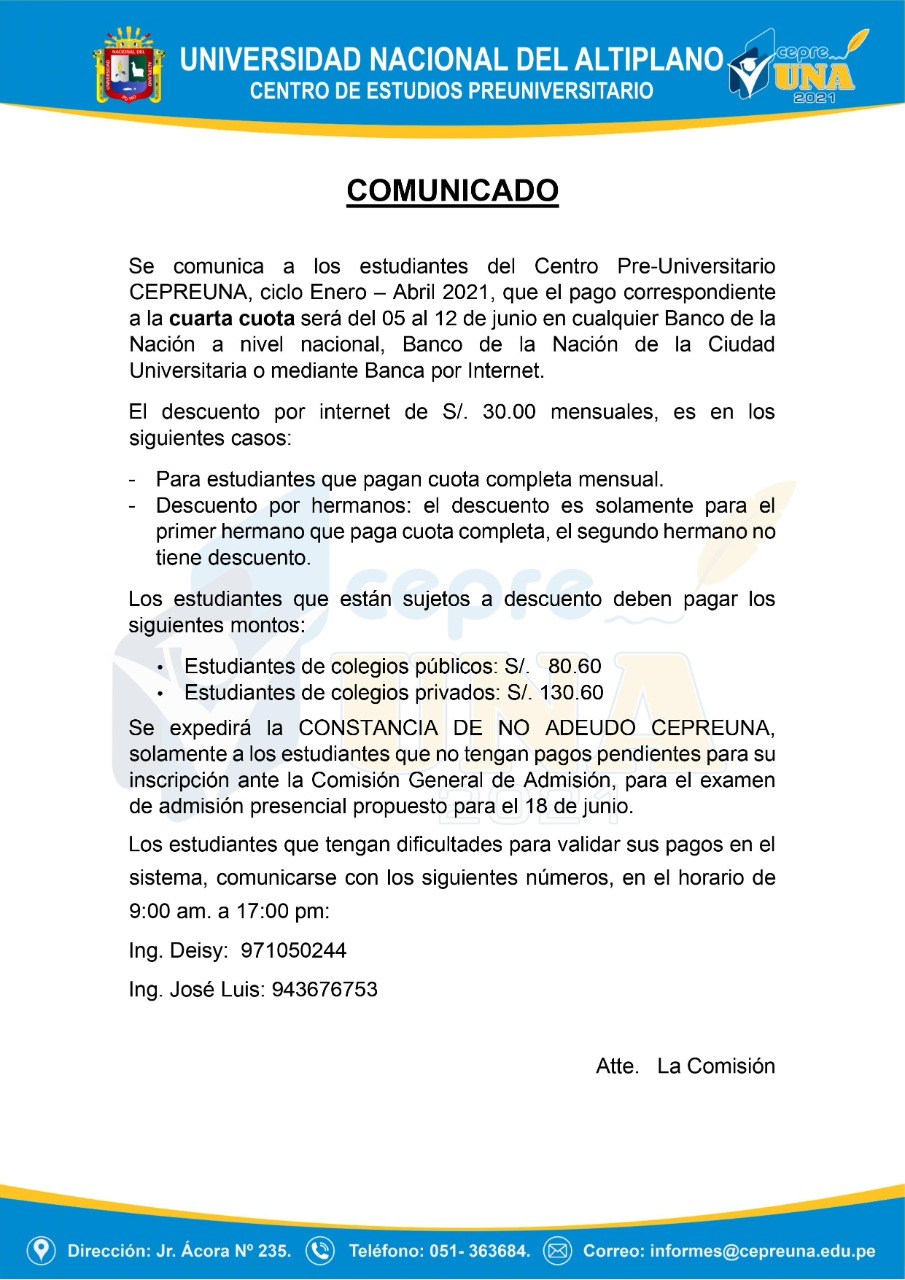 UNIVERSIDAD NACIONAL DEL ALTIPLANO
CENTRO DE ESTUDIOS PREUNIVERSITARIO
UNIVERSIDAD
NACIONAL DEL
ALTIPLANO
PUNO
cepre
UNA
2021
COMUNICADO
Se comunica a los estudiantes del Centro Pre-Universitario
CEPREUNA, ciclo Enero – Abril 2021, que el pago correspondiente
a la cuarta cuota será del 05 al 12 de junio en cualquier Banco de la
Nación a nivel nacional, Banco de la Nación de la Ciudad
Universitaria o mediante Banca por Internet.
El descuento por internet de S/. 30.00 mensuales, es en los
siguientes casos:
- Para estudiantes que pagan cuota completa mensual.
- Descuento por hermanos: el descuento es solamente para el
primer hermano que paga cuota completa, el segundo hermano no
tiene descuento.
Los estudiantes que están sujetos a descuento deben pagar los
siguientes montos:
• Estudiantes de colegios públicos: S/. 80.60
• Estudiantes de colegios privados: S/. 130.60
Se expedirá la CONSTANCIA DE NO ADEUDO CEPREUNA,
solamente a los estudiantes que no tengan pagos pendientes para su
inscripción ante la Comisión General de Admisión, para el examen
de admisión presencial propuesto para el 18 de junio.
Los estudiantes que tengan dificultades para validar sus pagos en el
sistema, comunicarse con los siguientes números, en el horario de
9:00 am. a 17:00 pm:
Ing. Deisy: 971050244
Ing. José Luis: 943676753
Atte. La Comisión
cepre
UNA
2021
Dirección: Jr. Ácora Nº 235. Teléfono: 051- 363684. Correo: informes@cepreuna.edu.pe